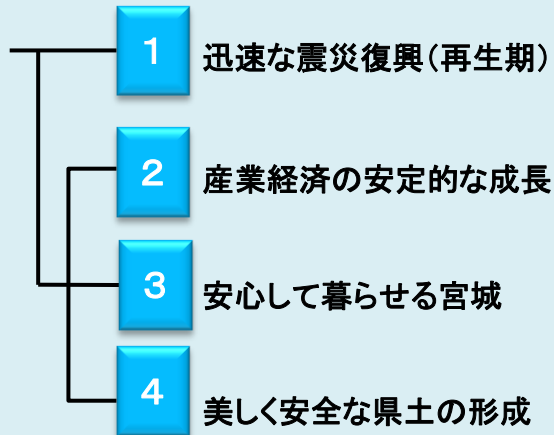 1 迅速な震災復興(再生期)
2 産業経済の安定的な成長
3 安心して暮らせる宮城
4 美しく安全な県土の形成